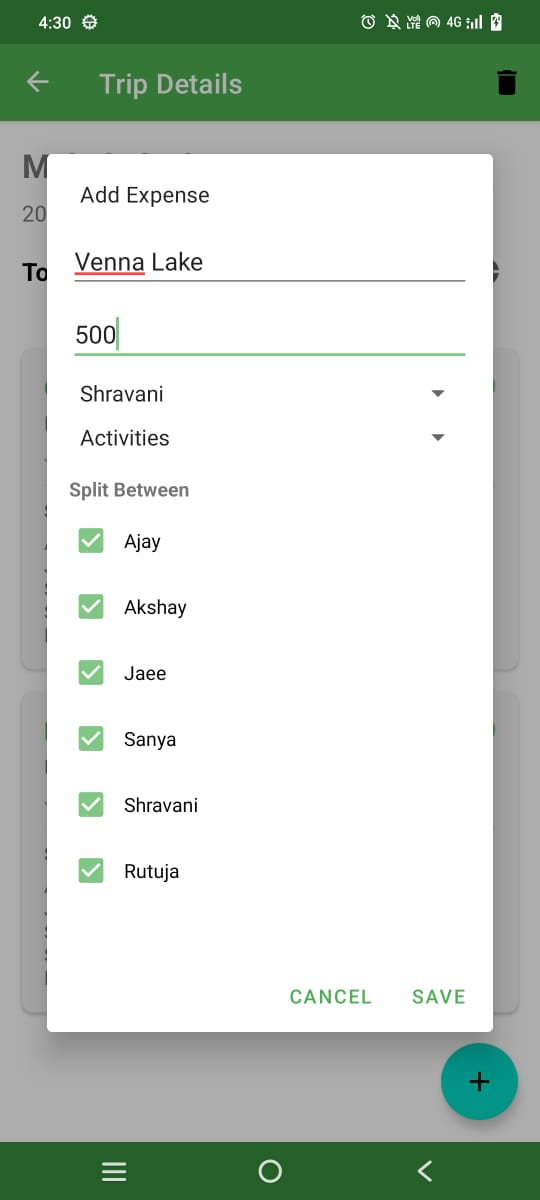 4:30
4G
Trip Details
20
To
Add Expense
Venna Lake
500
Shravani
Activities
Split Between
Ajay
Akshay
Jaee
Sanya
Shravani
Rutuja
CANCEL SAVE